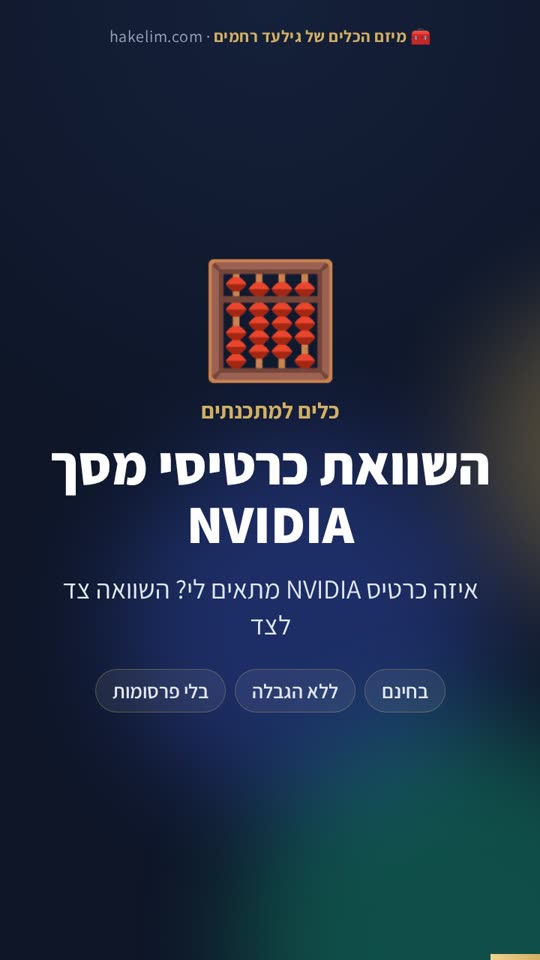 🧰 מיזם הכלים של גילעד רחמים · hakelim.com
כלים למתכנתים
השוואת כרטיסי מסך
NVIDIA
איזה כרטיס NVIDIA מתאים לי? השוואה צד
לצד
בחינם
ללא הגבלה
בלי פרסומות